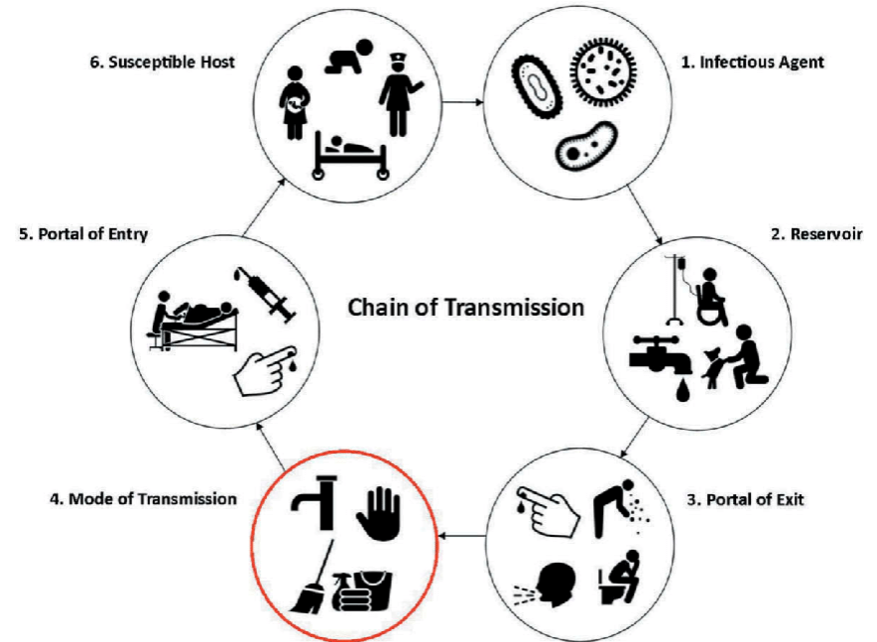 6. Susceptible Host
1. Infectious Agent
5. Portal of Entry
2. Reservoir
Chain of Transmission
4. Mode of Transmission
3. Portal of Exit